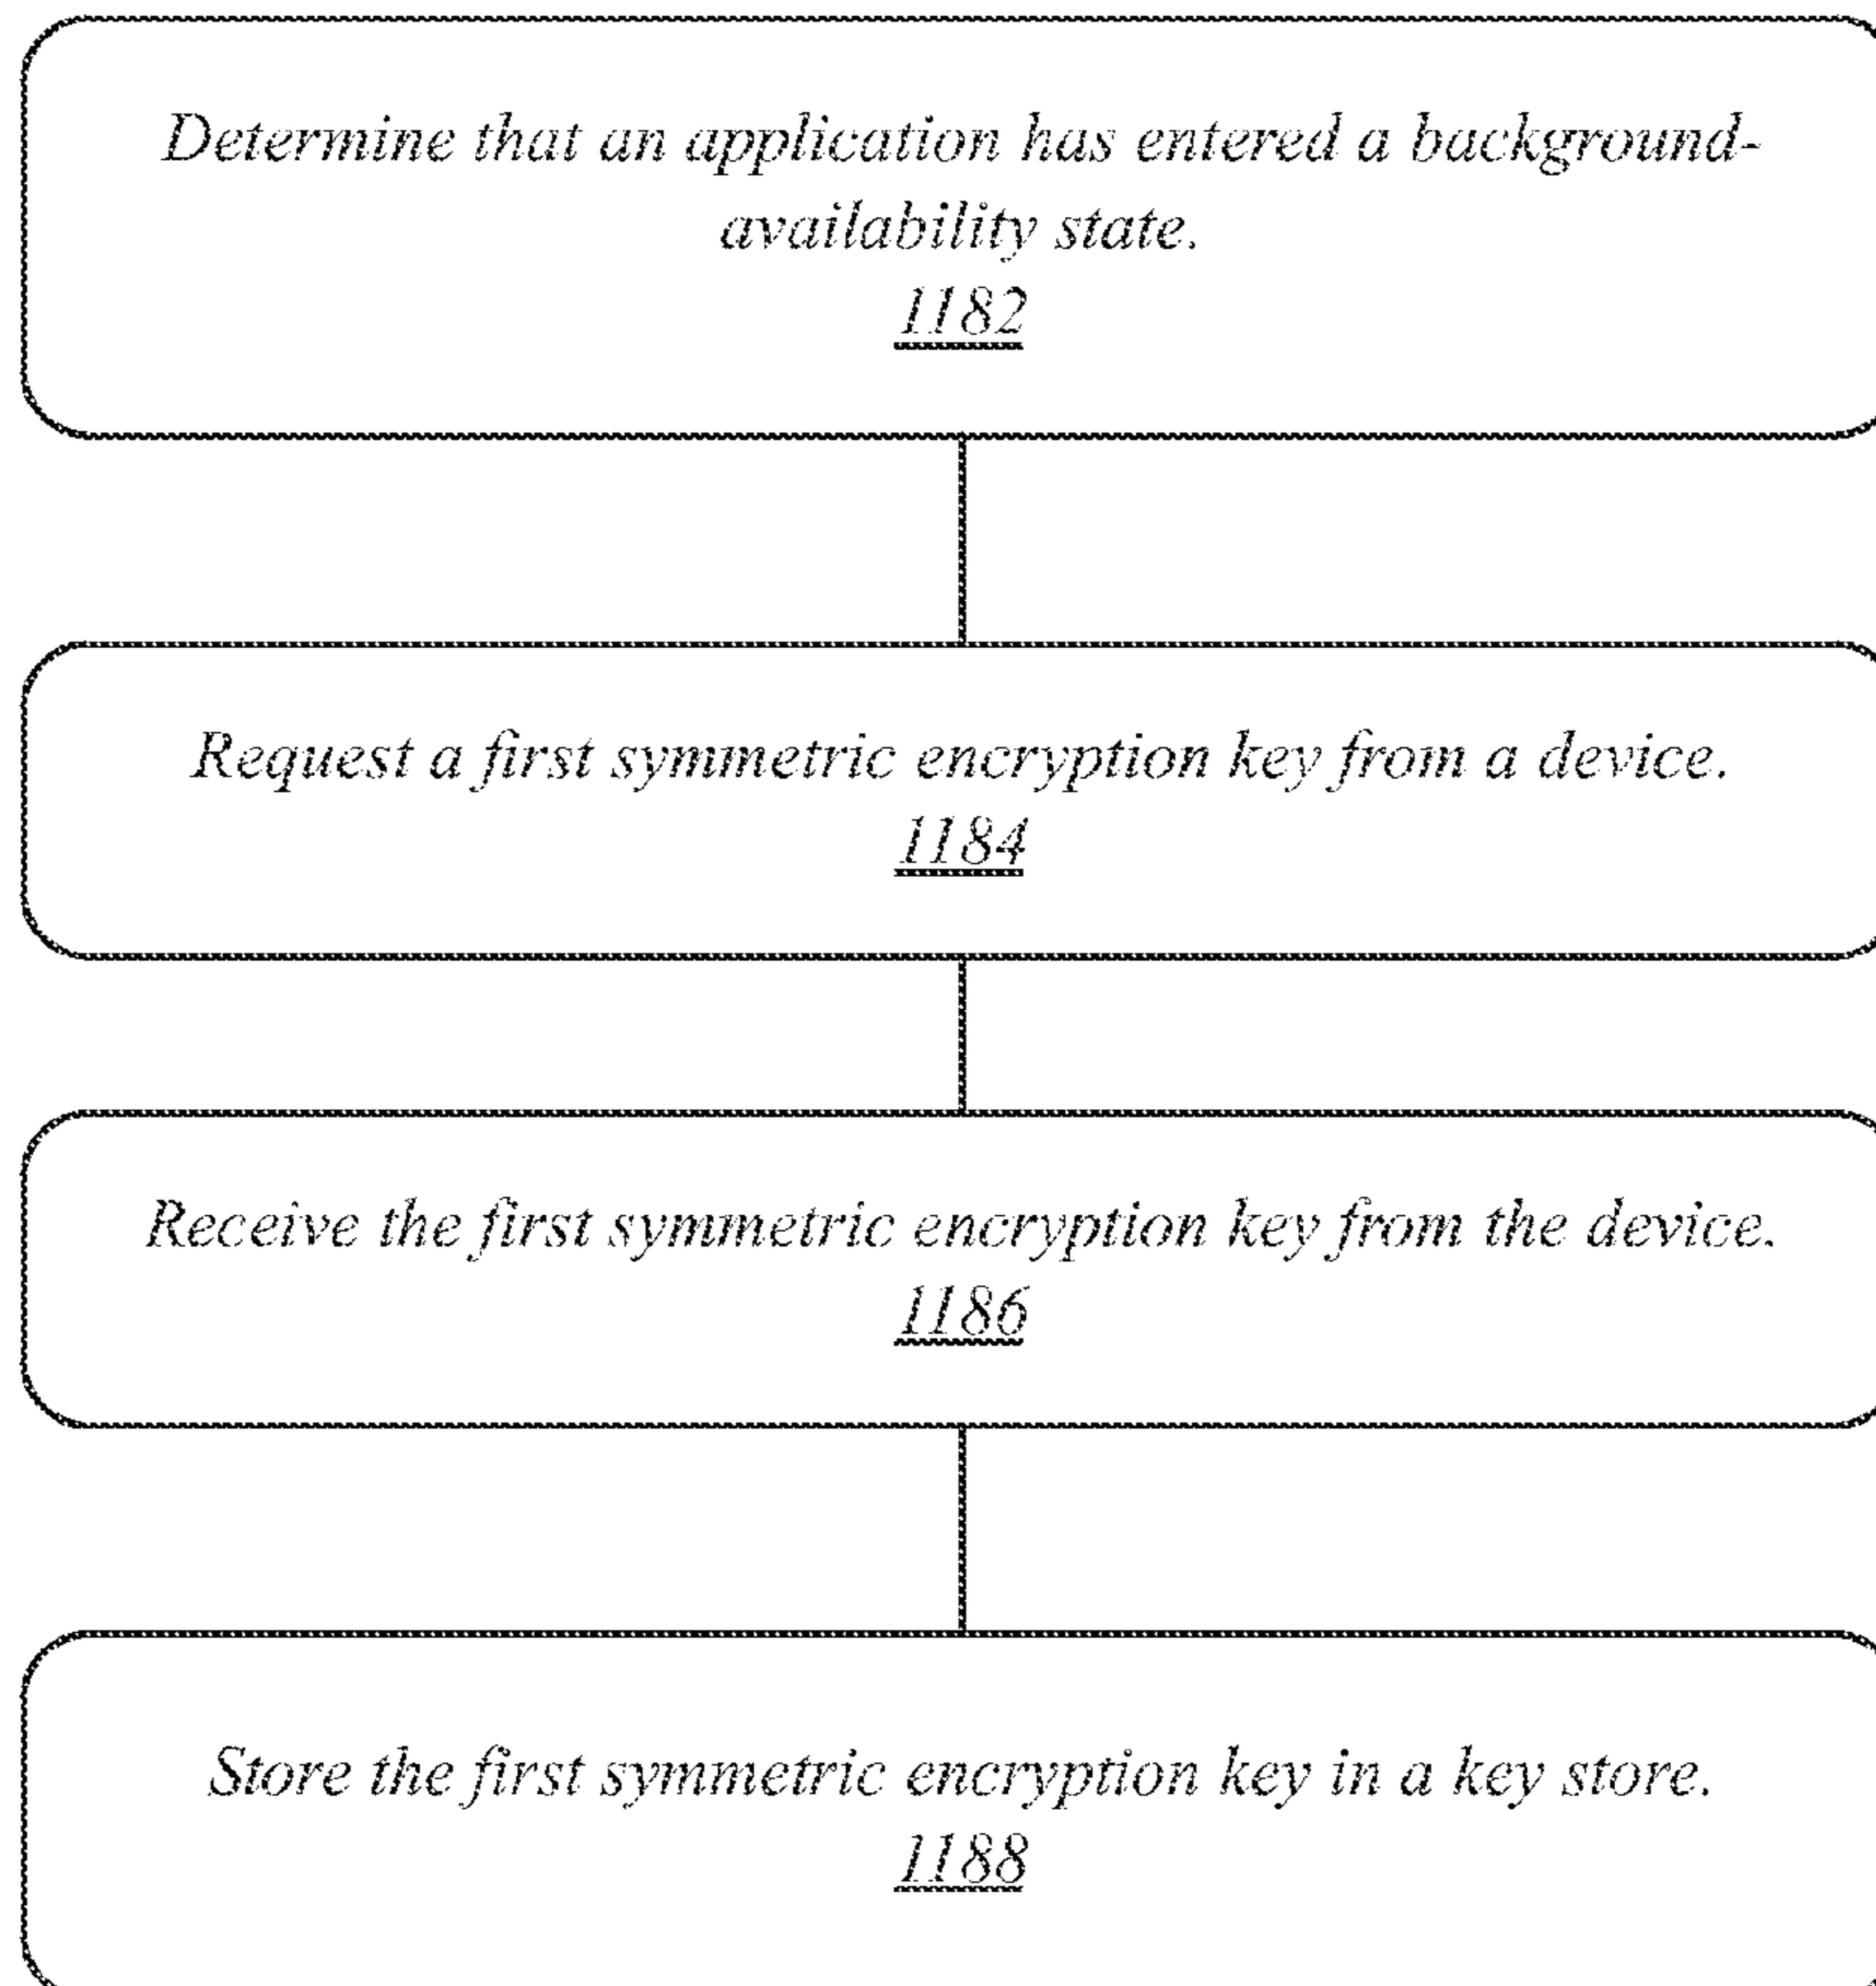 Determine that an application has entered a background-
availability state.
1182
Request a first symmetric encryption key from a device.
1184
Receive the first symmetric encryption key from the device.
1186
Store the first symmetric encryption key in a key store.
1188